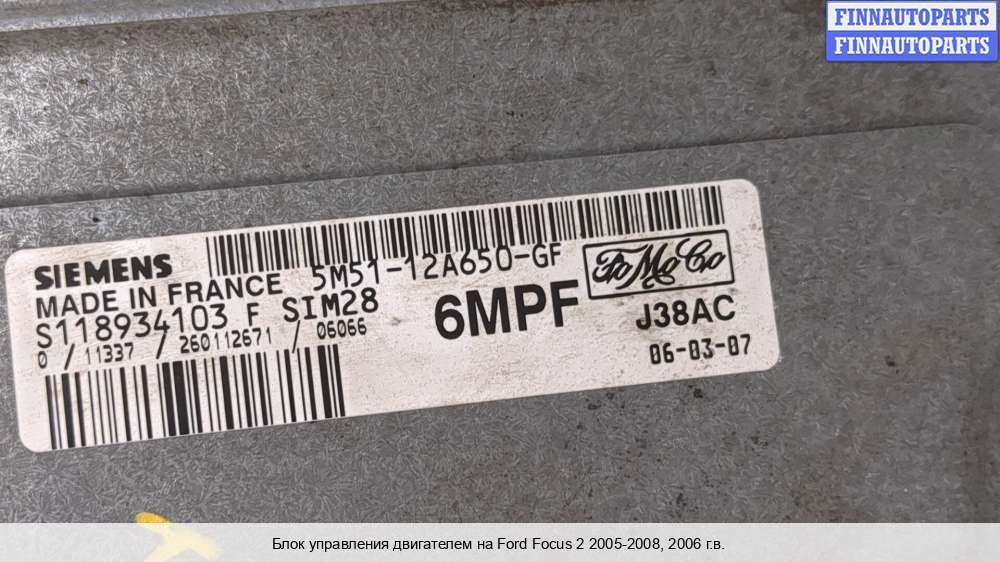 FINNAUTOPARTS
FINNAUTOPARTS
SIEMENS
MADE IN FRANCE 5M51-12A650-GF
S118934103 F SIM28
0 / 11337 / 260112671 / 06066
6MPF
FoMoCo
J38AC
06-03-07
Блок управления двигателем на Ford Focus 2 2005-2008, 2006 г.в.